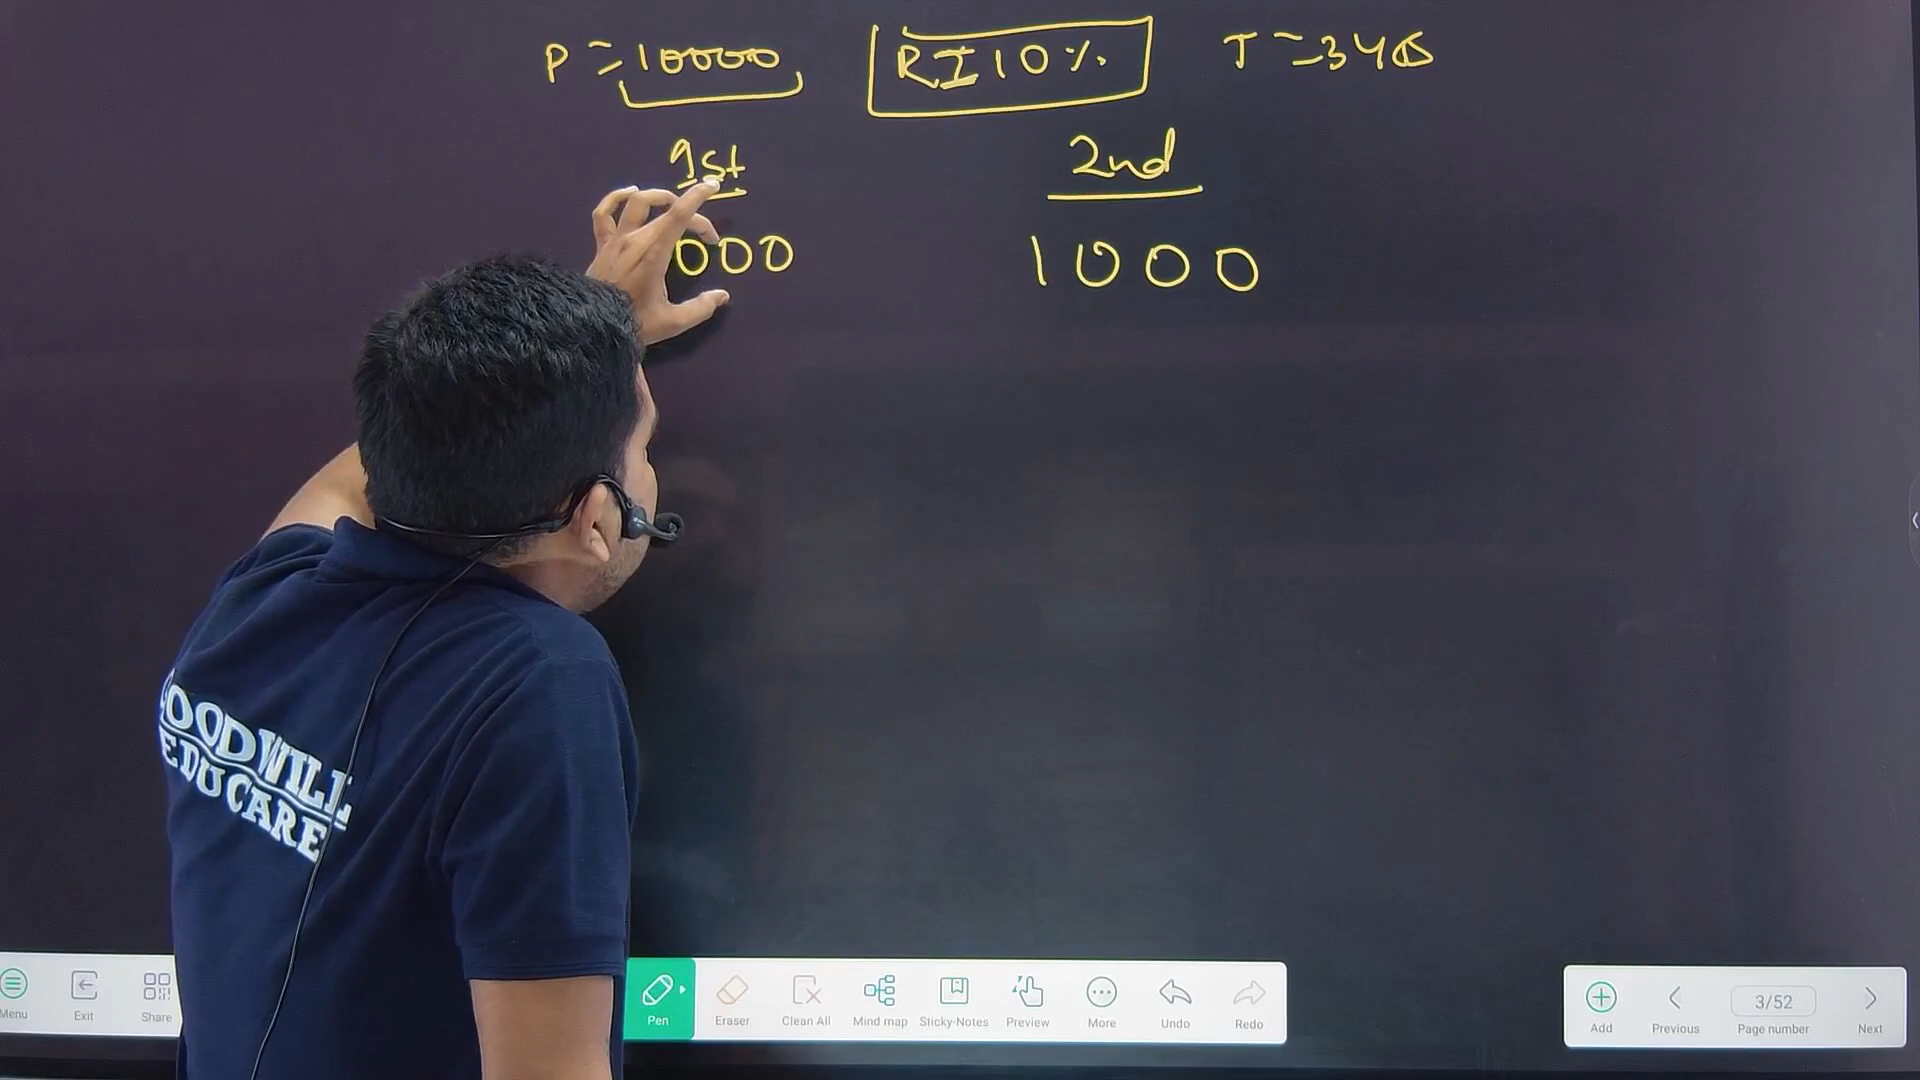 P = 10000 R = 10% T = 3 yrs
1st 2nd
000 1000
GOODWILL
EDUCARE
Menu Exit Share Pen Eraser Clean All Mind map Sticky-Notes Preview More Undo Redo Add Previous 3/52 Page number Next